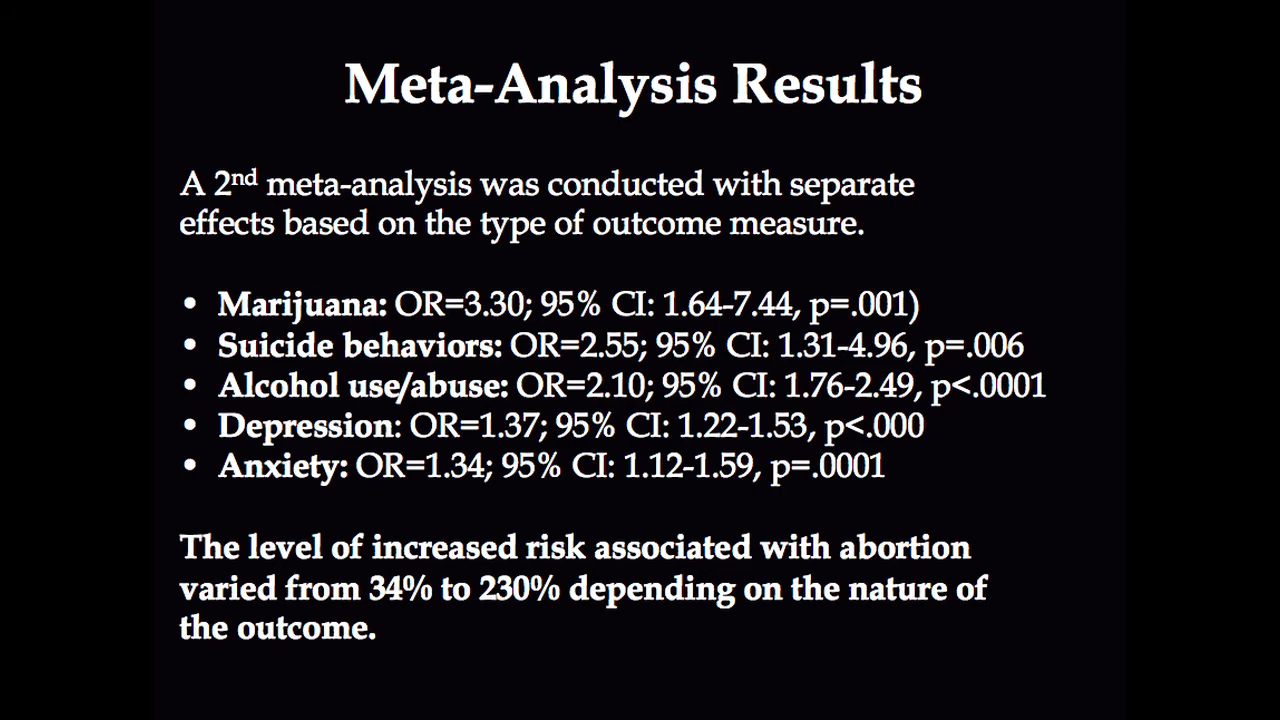 Meta-Analysis Results
A 2nd meta-analysis was conducted with separate
effects based on the type of outcome measure.
• Marijuana: OR=3.30; 95% CI: 1.64-7.44, p=.001)
• Suicide behaviors: OR=2.55; 95% CI: 1.31-4.96, p=.006
• Alcohol use/abuse: OR=2.10; 95% CI: 1.76-2.49, p<.0001
• Depression: OR=1.37; 95% CI: 1.22-1.53, p<.000
• Anxiety: OR=1.34; 95% CI: 1.12-1.59, p=.0001
The level of increased risk associated with abortion
varied from 34% to 230% depending on the nature of
the outcome.